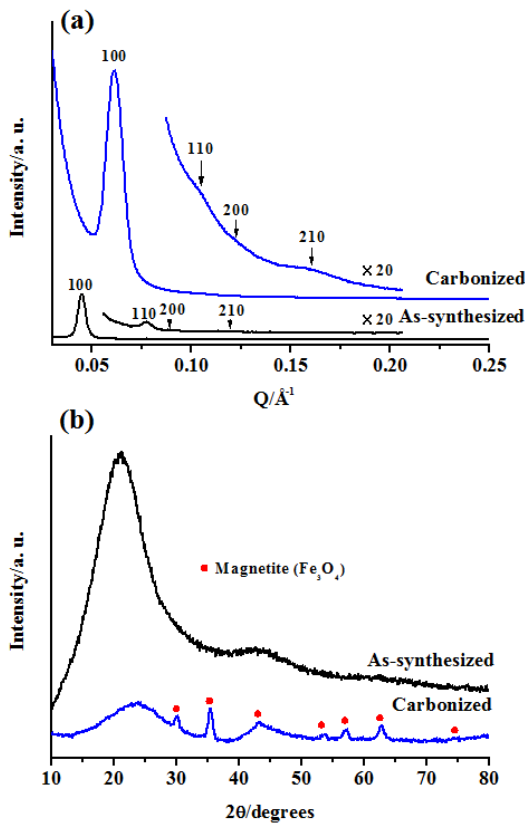 (a)
100
110
200
210
×20
Carbonized
100
110
200
210
×20
As-synthesized
Intensity/a. u.
0.05 0.10 0.15 0.20 0.25
Q/Å⁻¹
(b)
Magnetite (Fe₃O₄)
As-synthesized
Carbonized
Intensity/a. u.
10 20 30 40 50 60 70 80
2θ/degrees